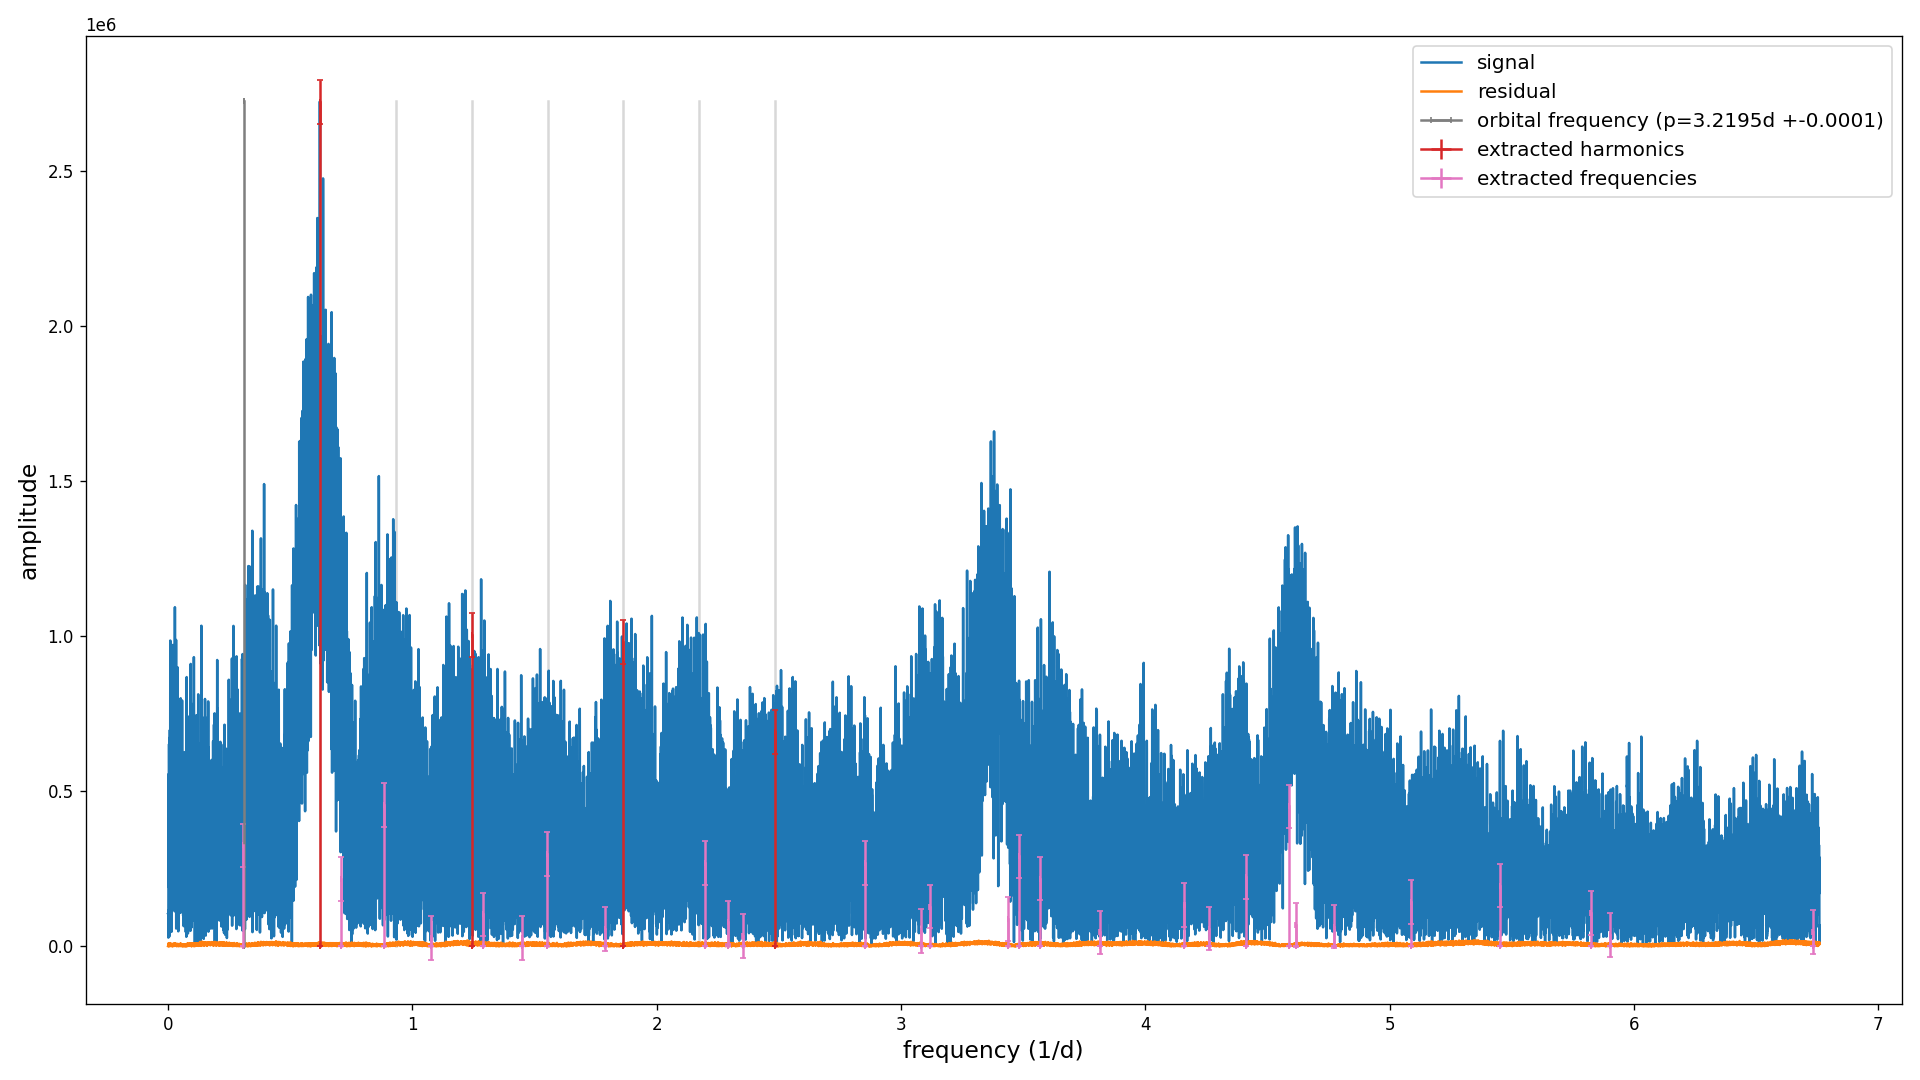 1e6
signal
residual
orbital frequency (p=3.2195d +-0.0001)
extracted harmonics
extracted frequencies
2.5
2.0
1.5
1.0
0.5
0.0
amplitude
0 1 2 3 4 5 6 7
frequency (1/d)